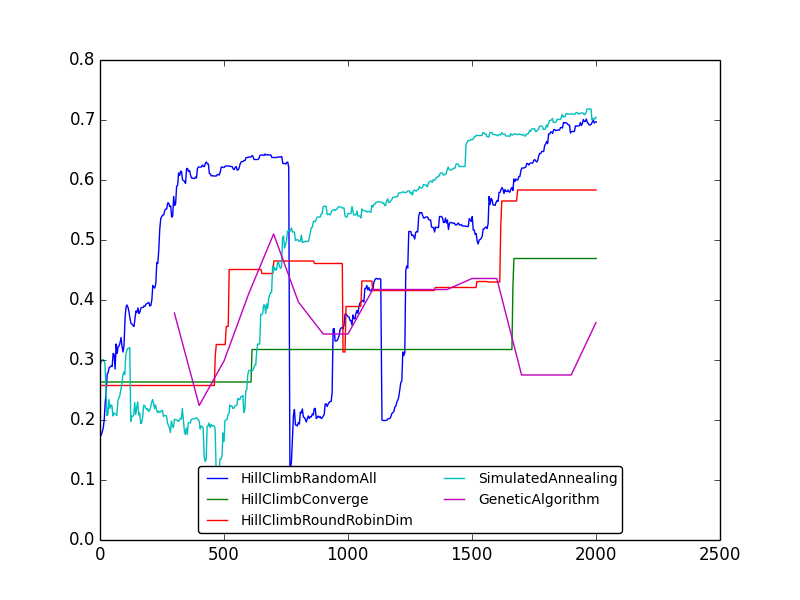 0.8
0.7
0.6
0.5
0.4
0.3
0.2
0.1
0.0
HillClimbRandomAll SimulatedAnnealing
HillClimbConverge GeneticAlgorithm
HillClimbRoundRobinDim
0 500 1000 1500 2000 2500